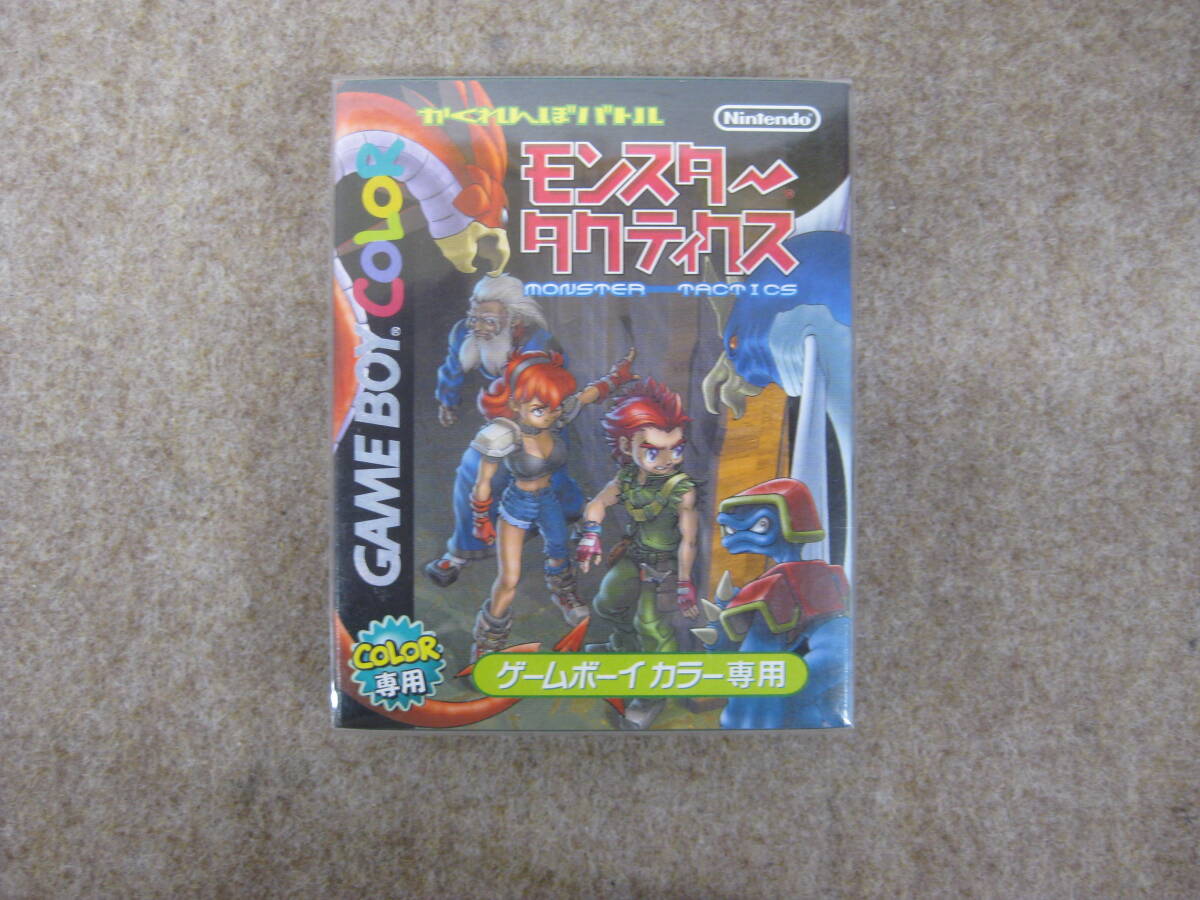 かくれんぼバトル
Nintendo®
モンスター
タクティクス
MONSTER TACTICS
GAME BOY® COLOR
COLOR
専用
ゲームボーイ カラー専用